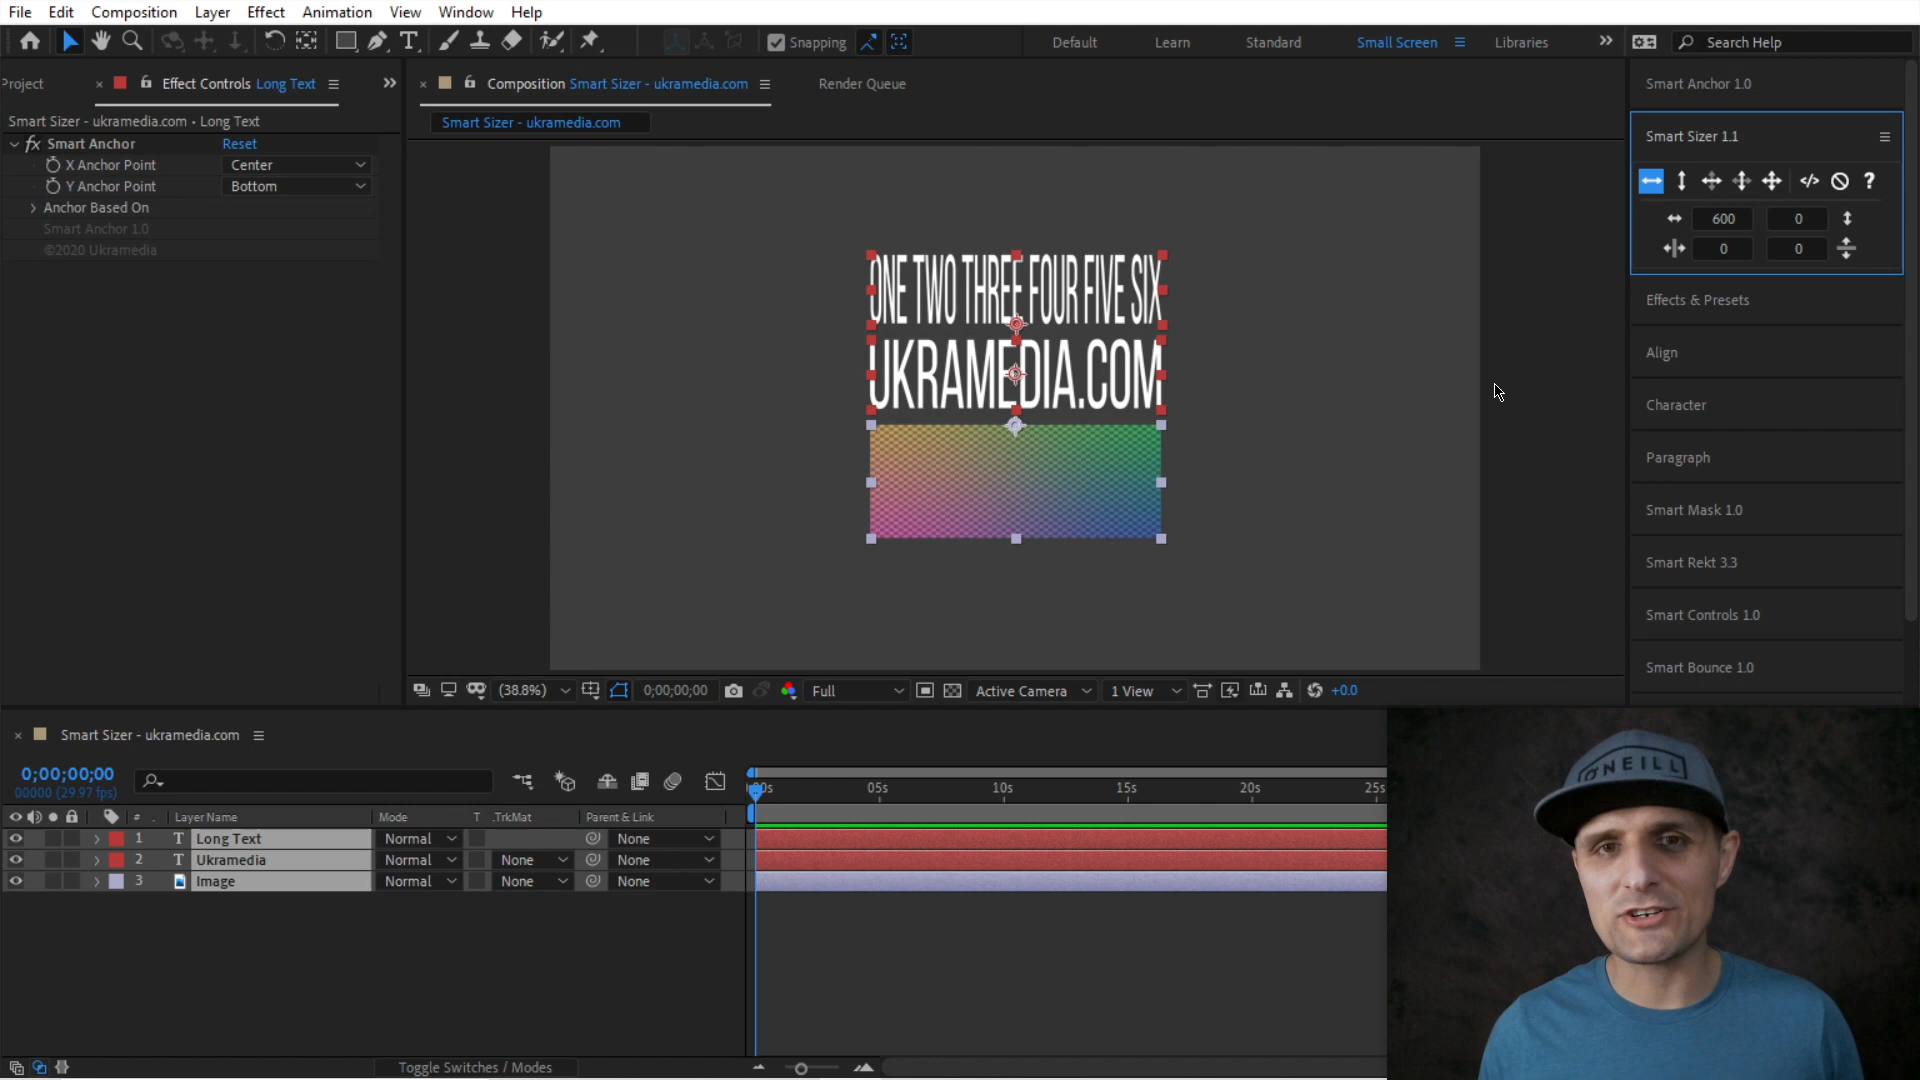 File Edit Composition Layer Effect Animation View Window Help
Snapping Default Learn Standard Small Screen Libraries Search Help
Project Effect Controls Long Text Composition Smart Sizer - ukramedia.com Render Queue
Smart Sizer - ukramedia.com • Long Text
Smart Sizer - ukramedia.com
fx Smart Anchor Reset
X Anchor Point Center
Y Anchor Point Bottom
Anchor Based On
Smart Anchor 1.0
©2020 Ukramedia
ONE TWO THREE FOUR FIVE SIX
UKRAMEDIA.COM
Smart Anchor 1.0
Smart Sizer 1.1
600 0
0 0
Effects & Presets
Align
Character
Paragraph
Smart Mask 1.0
Smart Rekt 3.3
Smart Controls 1.0
Smart Bounce 1.0
(38.8%) 0;00;00;00 Full Active Camera 1 View +0.0
Smart Sizer - ukramedia.com
0;00;00;00
00000 (29.97 fps)
05s 10s 15s 20s 25s
# Layer Name Mode T .TrkMat Parent & Link
1 T Long Text Normal None
2 T Ukramedia Normal None None
3 Image Normal None None
Toggle Switches / Modes
O'NEILL